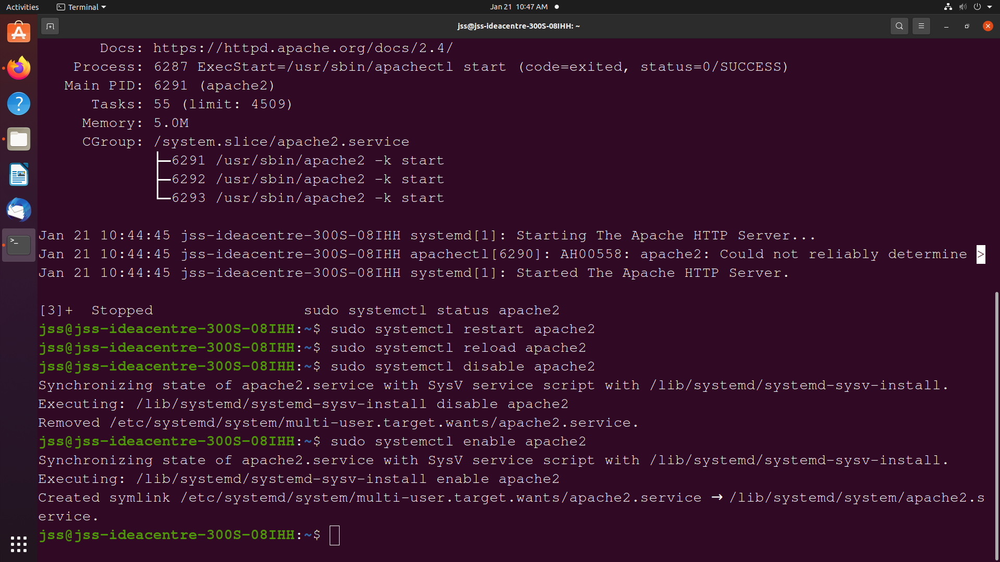 Activities Terminal Jan 21 10:47 AM
jss@jss-ideacentre-300S-08IHH: ~
Docs: https://httpd.apache.org/docs/2.4/
Process: 6287 ExecStart=/usr/sbin/apachectl start (code=exited, status=0/SUCCESS)
Main PID: 6291 (apache2)
Tasks: 55 (limit: 4509)
Memory: 5.0M
CGroup: /system.slice/apache2.service
├─6291 /usr/sbin/apache2 -k start
├─6292 /usr/sbin/apache2 -k start
└─6293 /usr/sbin/apache2 -k start
Jan 21 10:44:45 jss-ideacentre-300S-08IHH systemd[1]: Starting The Apache HTTP Server...
Jan 21 10:44:45 jss-ideacentre-300S-08IHH apachectl[6290]: AH00558: apache2: Could not reliably determine >
Jan 21 10:44:45 jss-ideacentre-300S-08IHH systemd[1]: Started The Apache HTTP Server.
[3]+  Stopped                 sudo systemctl status apache2
jss@jss-ideacentre-300S-08IHH:~$ sudo systemctl restart apache2
jss@jss-ideacentre-300S-08IHH:~$ sudo systemctl reload apache2
jss@jss-ideacentre-300S-08IHH:~$ sudo systemctl disable apache2
Synchronizing state of apache2.service with SysV service script with /lib/systemd/systemd-sysv-install.
Executing: /lib/systemd/systemd-sysv-install disable apache2
Removed /etc/systemd/system/multi-user.target.wants/apache2.service.
jss@jss-ideacentre-300S-08IHH:~$ sudo systemctl enable apache2
Synchronizing state of apache2.service with SysV service script with /lib/systemd/systemd-sysv-install.
Executing: /lib/systemd/systemd-sysv-install enable apache2
Created symlink /etc/systemd/system/multi-user.target.wants/apache2.service → /lib/systemd/system/apache2.s
ervice.
jss@jss-ideacentre-300S-08IHH:~$